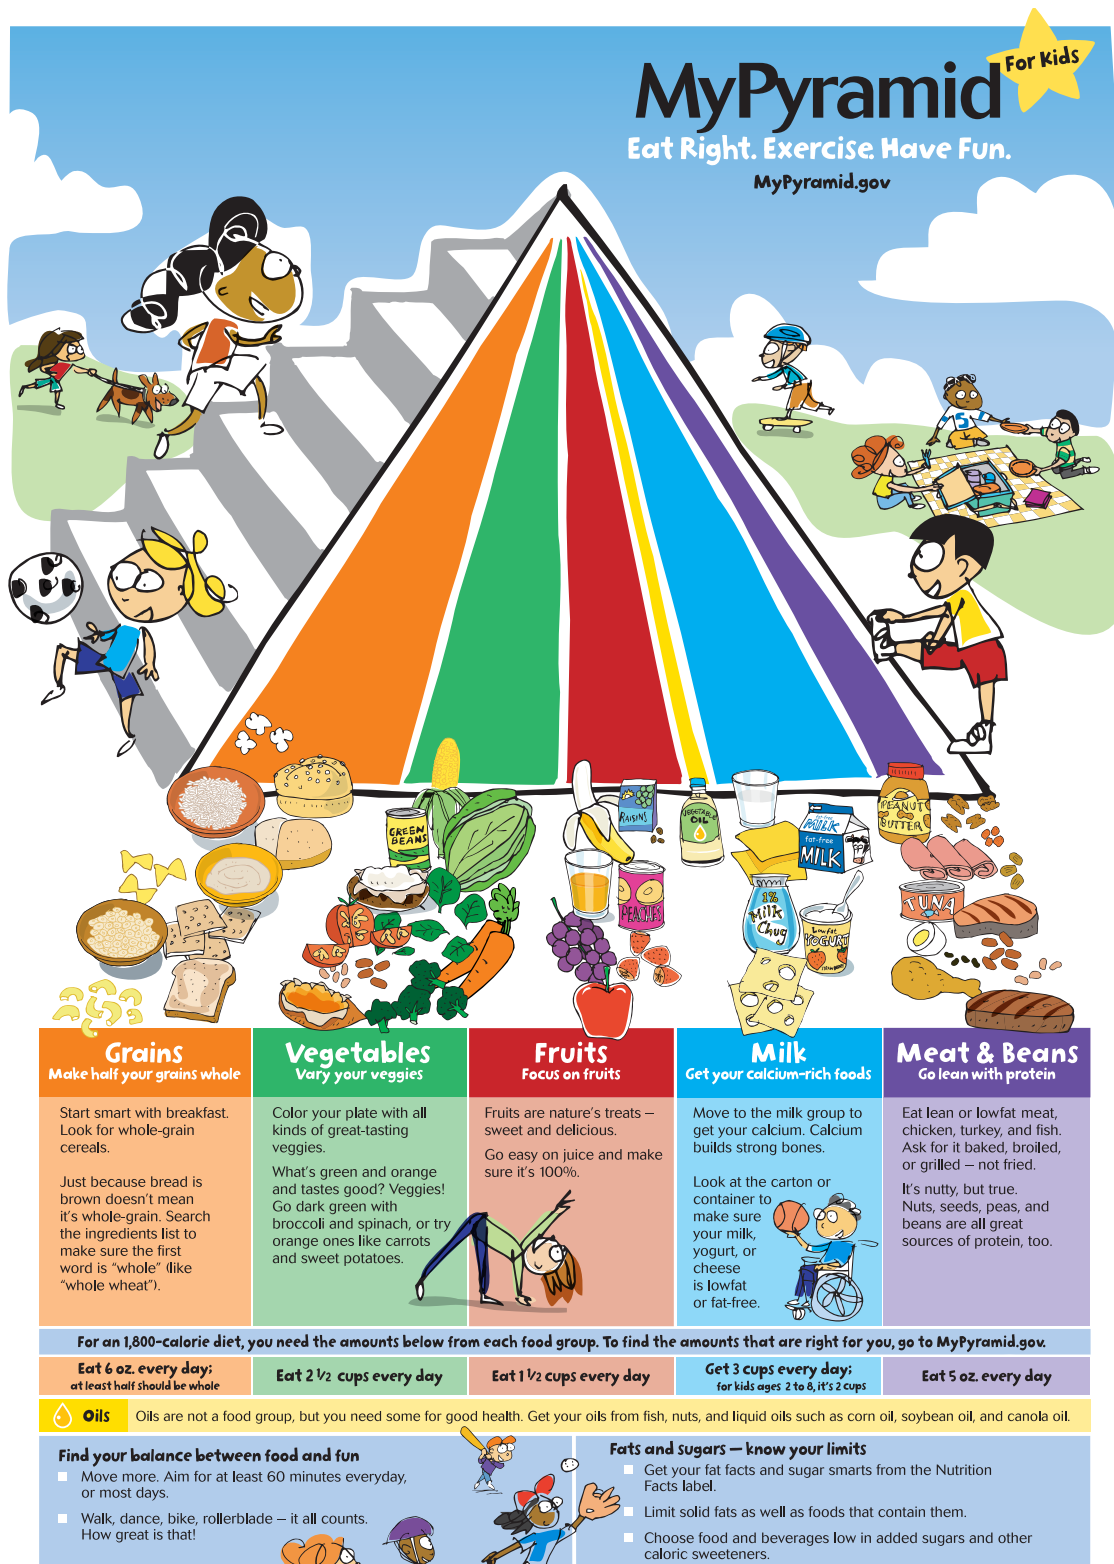 For Kids
MyPyramid
Eat Right. Exercise. Have Fun.
MyPyramid.gov
GREEN
BEANS
RAISINS
VEGETABLE
OIL
fat-free
MILK
fat-free
MILK
PEANUT
BUTTER
PEACHES
1%
Milk
Chug
Lowfat
YOGURT
TUNA
Grains
Make half your grains whole
Start smart with breakfast.
Look for whole-grain
cereals.
Just because bread is
brown doesn't mean
it's whole-grain. Search
the ingredients list to
make sure the first
word is "whole" (like
"whole wheat").
Vegetables
Vary your veggies
Color your plate with all
kinds of great-tasting
veggies.
What's green and orange
and tastes good? Veggies!
Go dark green with
broccoli and spinach, or try
orange ones like carrots
and sweet potatoes.
Fruits
Focus on fruits
Fruits are nature's treats –
sweet and delicious.
Go easy on juice and make
sure it's 100%.
Milk
Get your calcium-rich foods
Move to the milk group to
get your calcium. Calcium
builds strong bones.
Look at the carton or
container to
make sure
your milk,
yogurt, or
cheese
is lowfat
or fat-free.
Meat & Beans
Go lean with protein
Eat lean or lowfat meat,
chicken, turkey, and fish.
Ask for it baked, broiled,
or grilled – not fried.
It's nutty, but true.
Nuts, seeds, peas, and
beans are all great
sources of protein, too.
For an 1,800-calorie diet, you need the amounts below from each food group. To find the amounts that are right for you, go to MyPyramid.gov.
Eat 6 oz. every day;
at least half should be whole
Eat 2 1/2 cups every day
Eat 1 1/2 cups every day
Get 3 cups every day;
for kids ages 2 to 8, it's 2 cups
Eat 5 oz. every day
Oils
Oils are not a food group, but you need some for good health. Get your oils from fish, nuts, and liquid oils such as corn oil, soybean oil, and canola oil.
Find your balance between food and fun
Move more. Aim for at least 60 minutes everyday,
or most days.
Walk, dance, bike, rollerblade – it all counts.
How great is that!
Fats and sugars – know your limits
Get your fat facts and sugar smarts from the Nutrition
Facts label.
Limit solid fats as well as foods that contain them.
Choose food and beverages low in added sugars and other
caloric sweeteners.